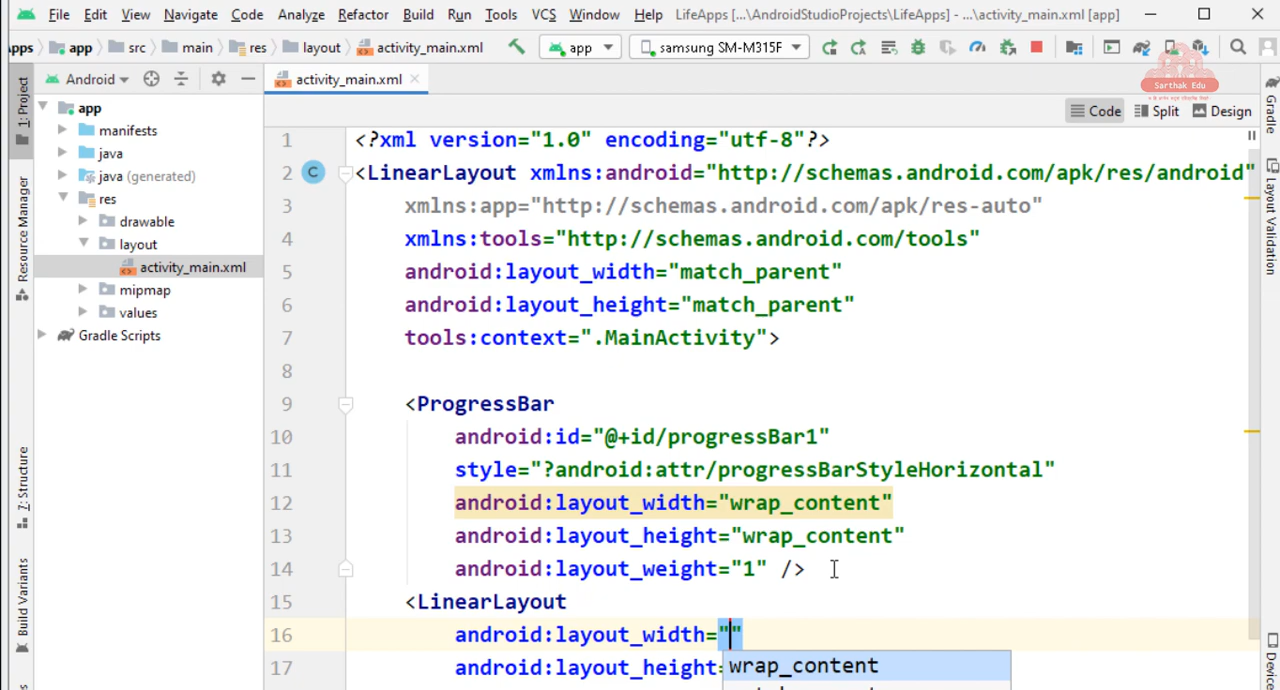 File Edit View Navigate Code Analyze Refactor Build Run Tools VCS Window Help LifeApps [...\AndroidStudioProjects\LifeApps] - ...\activity_main.xml [app]
Apps app src main res layout activity_main.xml app samsung SM-M315F
Android activity_main.xml
Sarthak Edu
Code Split Design
1: Project
Resource Manager
7: Structure
Build Variants
app
manifests
java
java (generated)
res
drawable
layout
activity_main.xml
mipmap
values
Gradle Scripts
1 <?xml version="1.0" encoding="utf-8"?>
2 C <LinearLayout xmlns:android="http://schemas.android.com/apk/res/android"
3 xmlns:app="http://schemas.android.com/apk/res-auto"
4 xmlns:tools="http://schemas.android.com/tools"
5 android:layout_width="match_parent"
6 android:layout_height="match_parent"
7 tools:context=".MainActivity">
8
9 <ProgressBar
10 android:id="@+id/progressBar1"
11 style="?android:attr/progressBarStyleHorizontal"
12 android:layout_width="wrap_content"
13 android:layout_height="wrap_content"
14 android:layout_weight="1" />
15 <LinearLayout
16 android:layout_width=""
17 android:layout_height=
wrap_content
Gradle
Layout Validation
Device